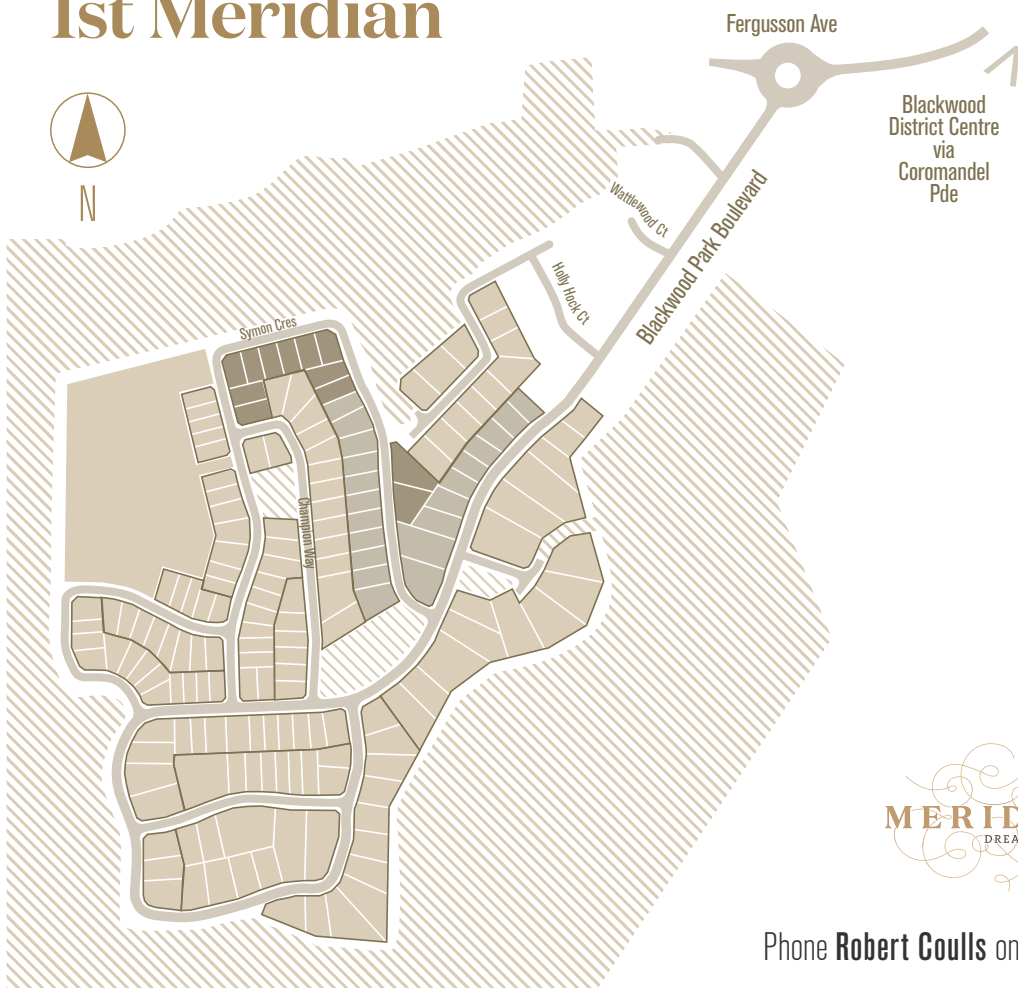 1st Meridian
Fergusson Ave
N
Blackwood
District Centre
via
Coromandel
Pde
Wattlewood Ct
Blackwood Park Boulevard
Holly Hock Ct
Symon Cres
Champion Way
MERID
DREA
Phone Robert Coulls on